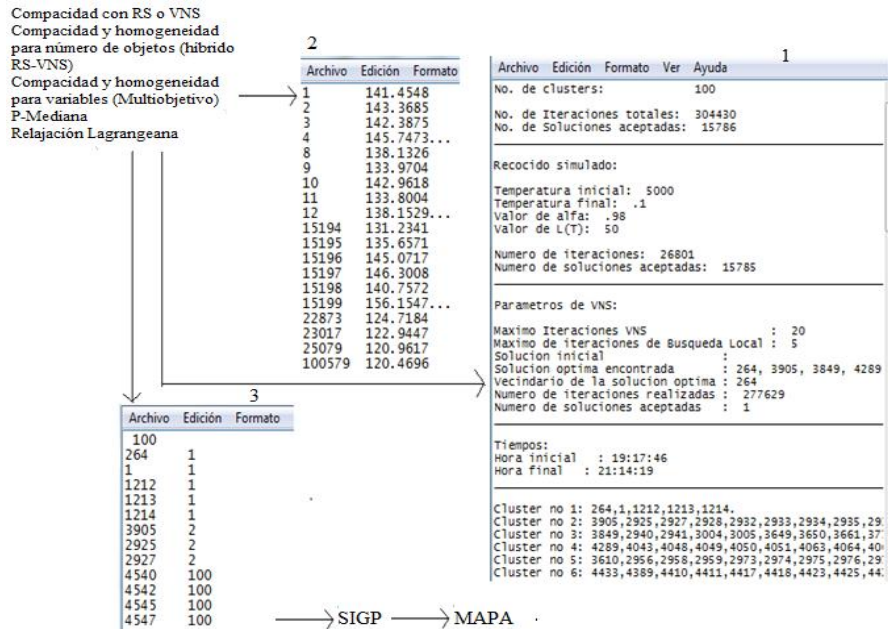 Compacidad con RS o VNS
Compacidad y homogeneidad
para número de objetos (híbrido
RS-VNS)
Compacidad y homogeneidad
para variables (Multiobjetivo)
P-Mediana
Relajación Lagrangeana
2
Archivo Edición Formato
1 141.4548
2 143.3685
3 142.3875
4 145.7473...
8 138.1326
9 133.9704
10 142.9618
11 133.8004
12 138.1529...
15194 131.2341
15195 135.6571
15196 145.0717
15197 146.3008
15198 140.7572
15199 156.1547...
22873 124.7184
23017 122.9447
25079 120.9617
100579 120.4696
1
Archivo Edición Formato Ver Ayuda
No. de clusters: 100
No. de Iteraciones totales: 304430
No. de Soluciones aceptadas: 15786
Recocido simulado:
Temperatura inicial: 5000
Temperatura final: .1
Valor de alfa: .98
Valor de L(T): 50
Numero de iteraciones: 26801
Numero de soluciones aceptadas: 15785
Parametros de VNS:
Maximo Iteraciones VNS : 20
Maximo de iteraciones de Busqueda Local : 5
Solucion inicial :
Solucion optima encontrada : 264, 3905, 3849, 4289
Vecindario de la solucion optima : 264
Numero de iteraciones realizadas : 277629
Numero de soluciones aceptadas : 1
Tiempos:
Hora inicial : 19:17:46
Hora final : 21:14:19
Cluster no 1: 264,1,1212,1213,1214.
Cluster no 2: 3905,2925,2927,2928,2932,2933,2934,2935,29
Cluster no 3: 3849,2940,2941,3004,3005,3649,3650,3661,37
Cluster no 4: 4289,4043,4048,4049,4050,4051,4063,4064,40
Cluster no 5: 3610,2956,2958,2959,2973,2974,2975,2976,29
Cluster no 6: 4433,4389,4410,4411,4417,4418,4423,4425,44
3
Archivo Edición Formato
100
264 1
1 1
1212 1
1213 1
1214 1
3905 2
2925 2
2927 2
4540 100
4542 100
4545 100
4547 100
SIGP MAPA